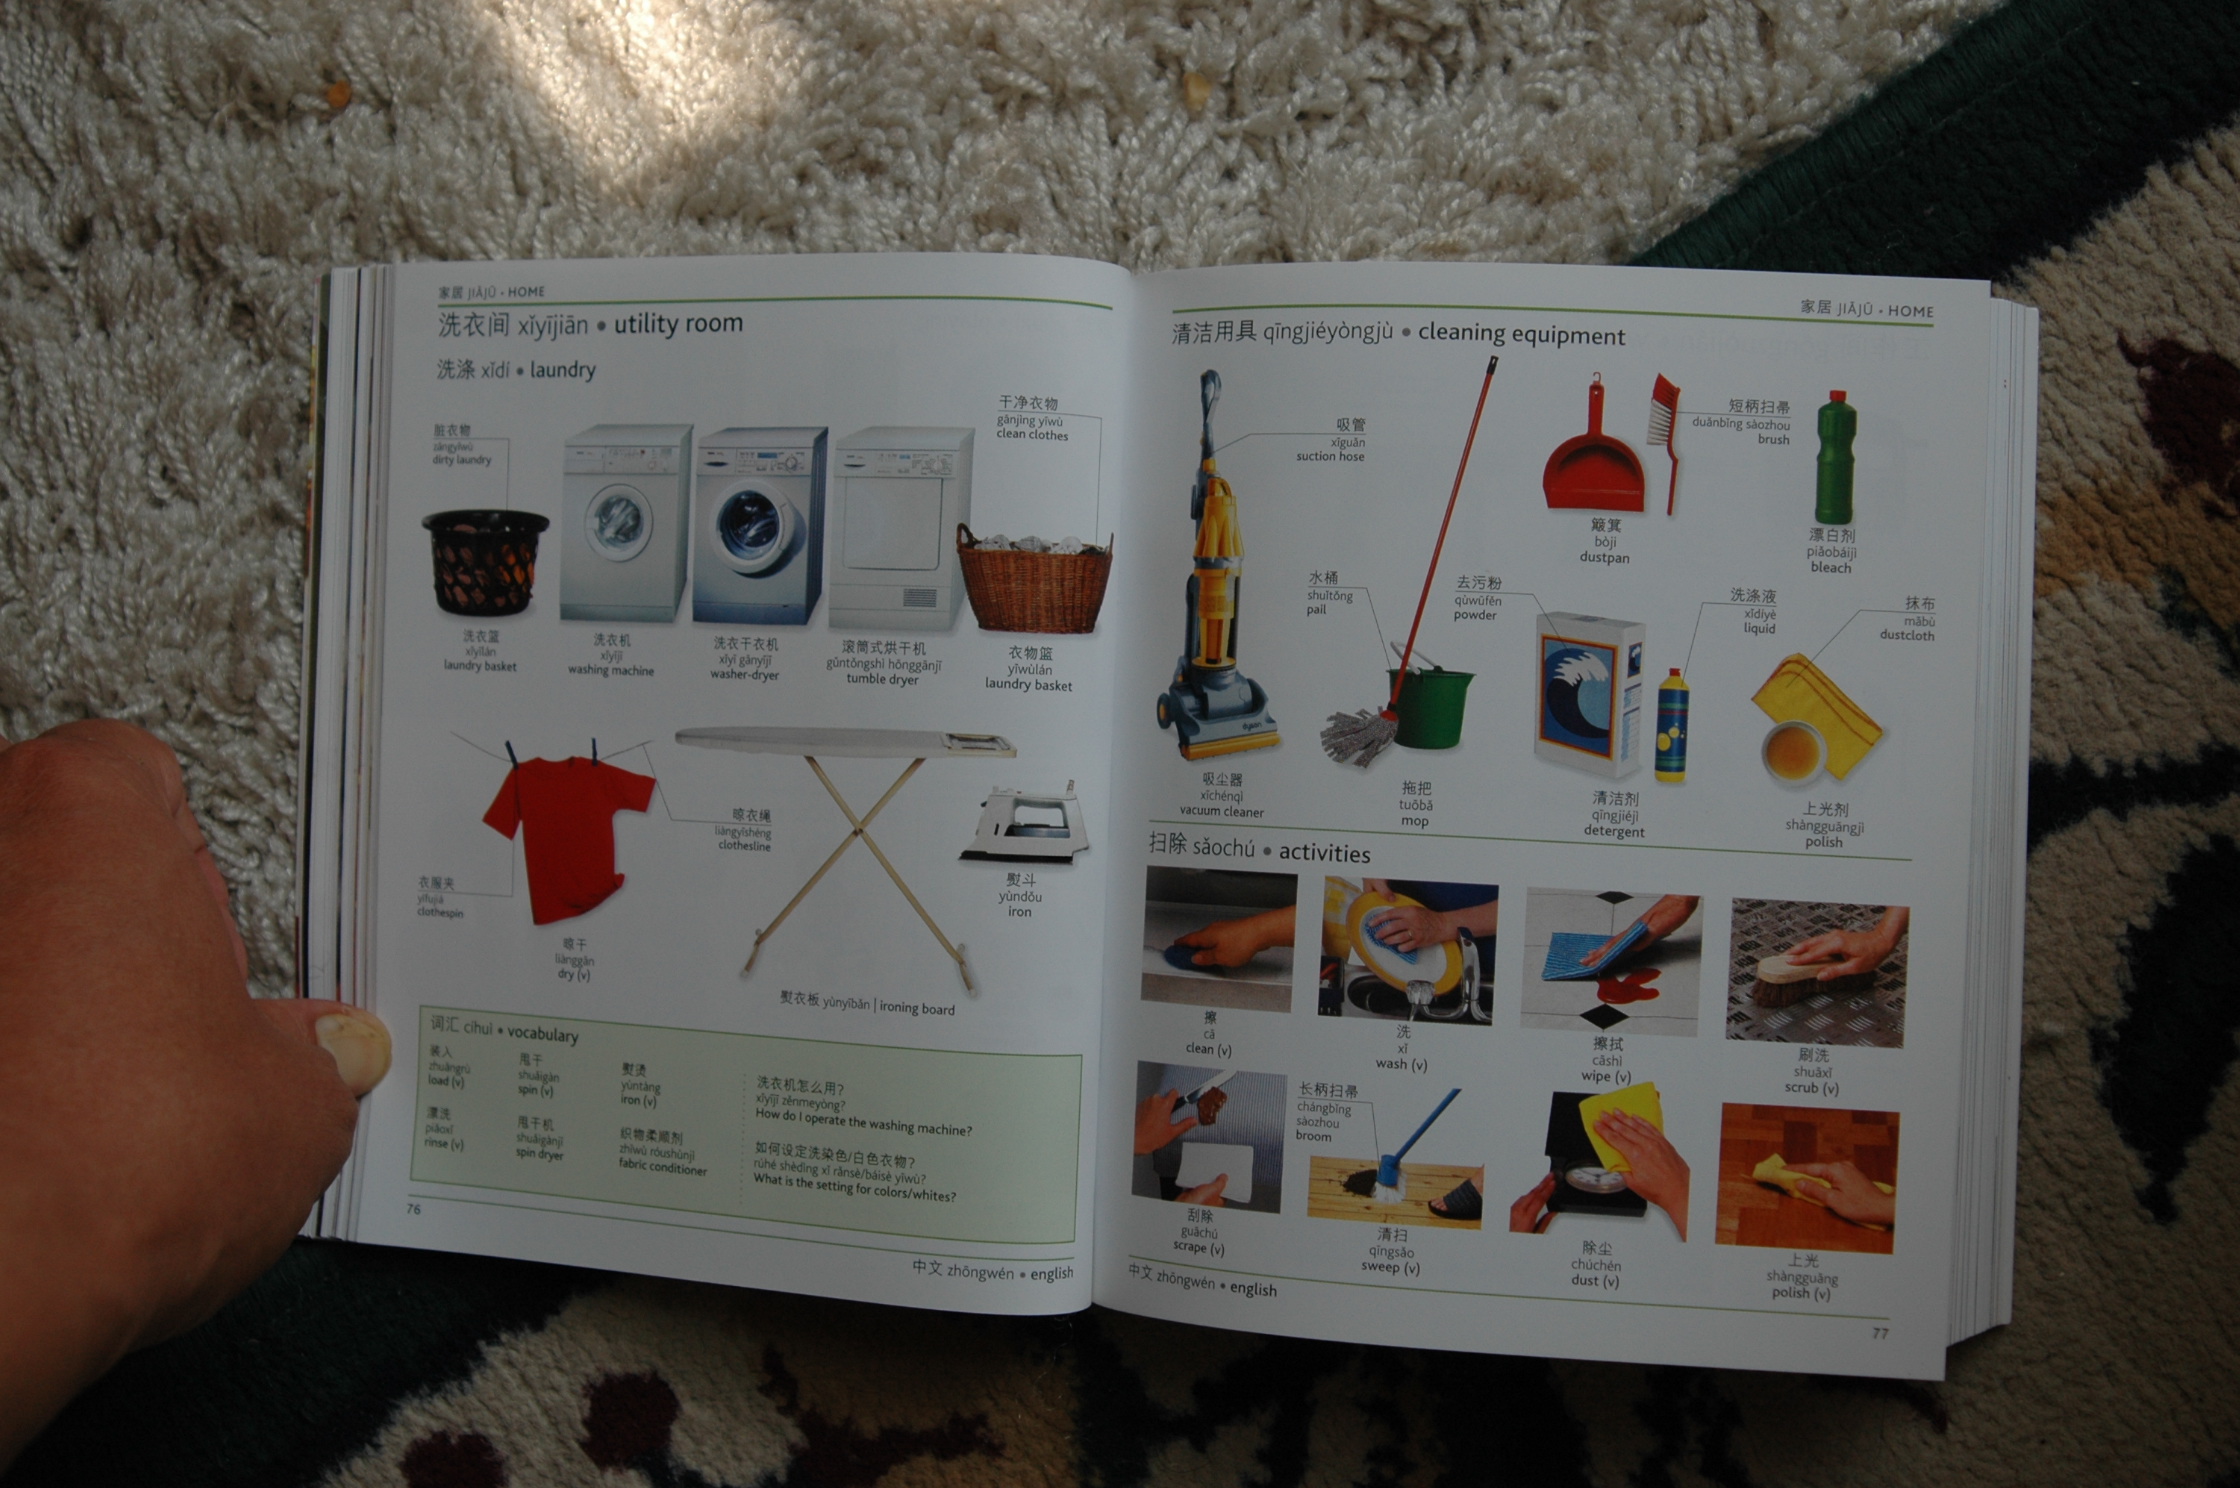 家居 JIĀJŪ • HOME
洗衣间 xǐyījiān • utility room
洗涤 xǐdí • laundry
脏衣物
zāngyīwù
dirty laundry
干净衣物
gānjìng yīwù
clean clothes
洗衣篮
xǐyīlán
laundry basket
洗衣机
xǐyījī
washing machine
洗衣干衣机
xǐyī gānyījī
washer-dryer
滚筒式烘干机
gǔntǒngshì hōnggānjī
tumble dryer
衣物篮
yīwùlán
laundry basket
晾衣绳
liàngyīshéng
clothesline
衣服夹
yīfujiā
clothespin
晾干
liànggān
dry (v)
熨斗
yùndǒu
iron
熨衣板 yùnyībǎn | ironing board
词汇 cíhuì • vocabulary
装入
zhuāngrù
load (v)
漂洗
piǎoxǐ
rinse (v)
甩干
shuǎigān
spin (v)
甩干机
shuǎigānjī
spin dryer
熨烫
yùntàng
iron (v)
织物柔顺剂
zhīwù róushùnjì
fabric conditioner
洗衣机怎么用?
xǐyījī zěnmeyòng?
How do I operate the washing machine?
如何设定洗染色/白色衣物?
rúhé shèdìng xǐ rǎnsè/báisè yīwù?
What is the setting for colors/whites?
76
中文 zhōngwén • english
家居 JIĀJŪ • HOME
清洁用具 qīngjiéyòngjù • cleaning equipment
吸管
xīguǎn
suction hose
吸尘器
xīchénqì
vacuum cleaner
水桶
shuǐtǒng
pail
拖把
tuōbǎ
mop
簸箕
bòji
dustpan
短柄扫帚
duǎnbǐng sàozhou
brush
漂白剂
piǎobáijì
bleach
去污粉
qùwūfěn
powder
洗涤液
xǐdíyè
liquid
清洁剂
qīngjiéjì
detergent
抹布
mābù
dustcloth
上光剂
shàngguāngjì
polish
扫除 sǎochú • activities
擦
cā
clean (v)
洗
xǐ
wash (v)
擦拭
cāshì
wipe (v)
刷洗
shuāxǐ
scrub (v)
刮除
guāchú
scrape (v)
长柄扫帚
chángbǐng
sàozhou
broom
清扫
qīngsǎo
sweep (v)
除尘
chúchén
dust (v)
上光
shàngguāng
polish (v)
中文 zhōngwén • english
77